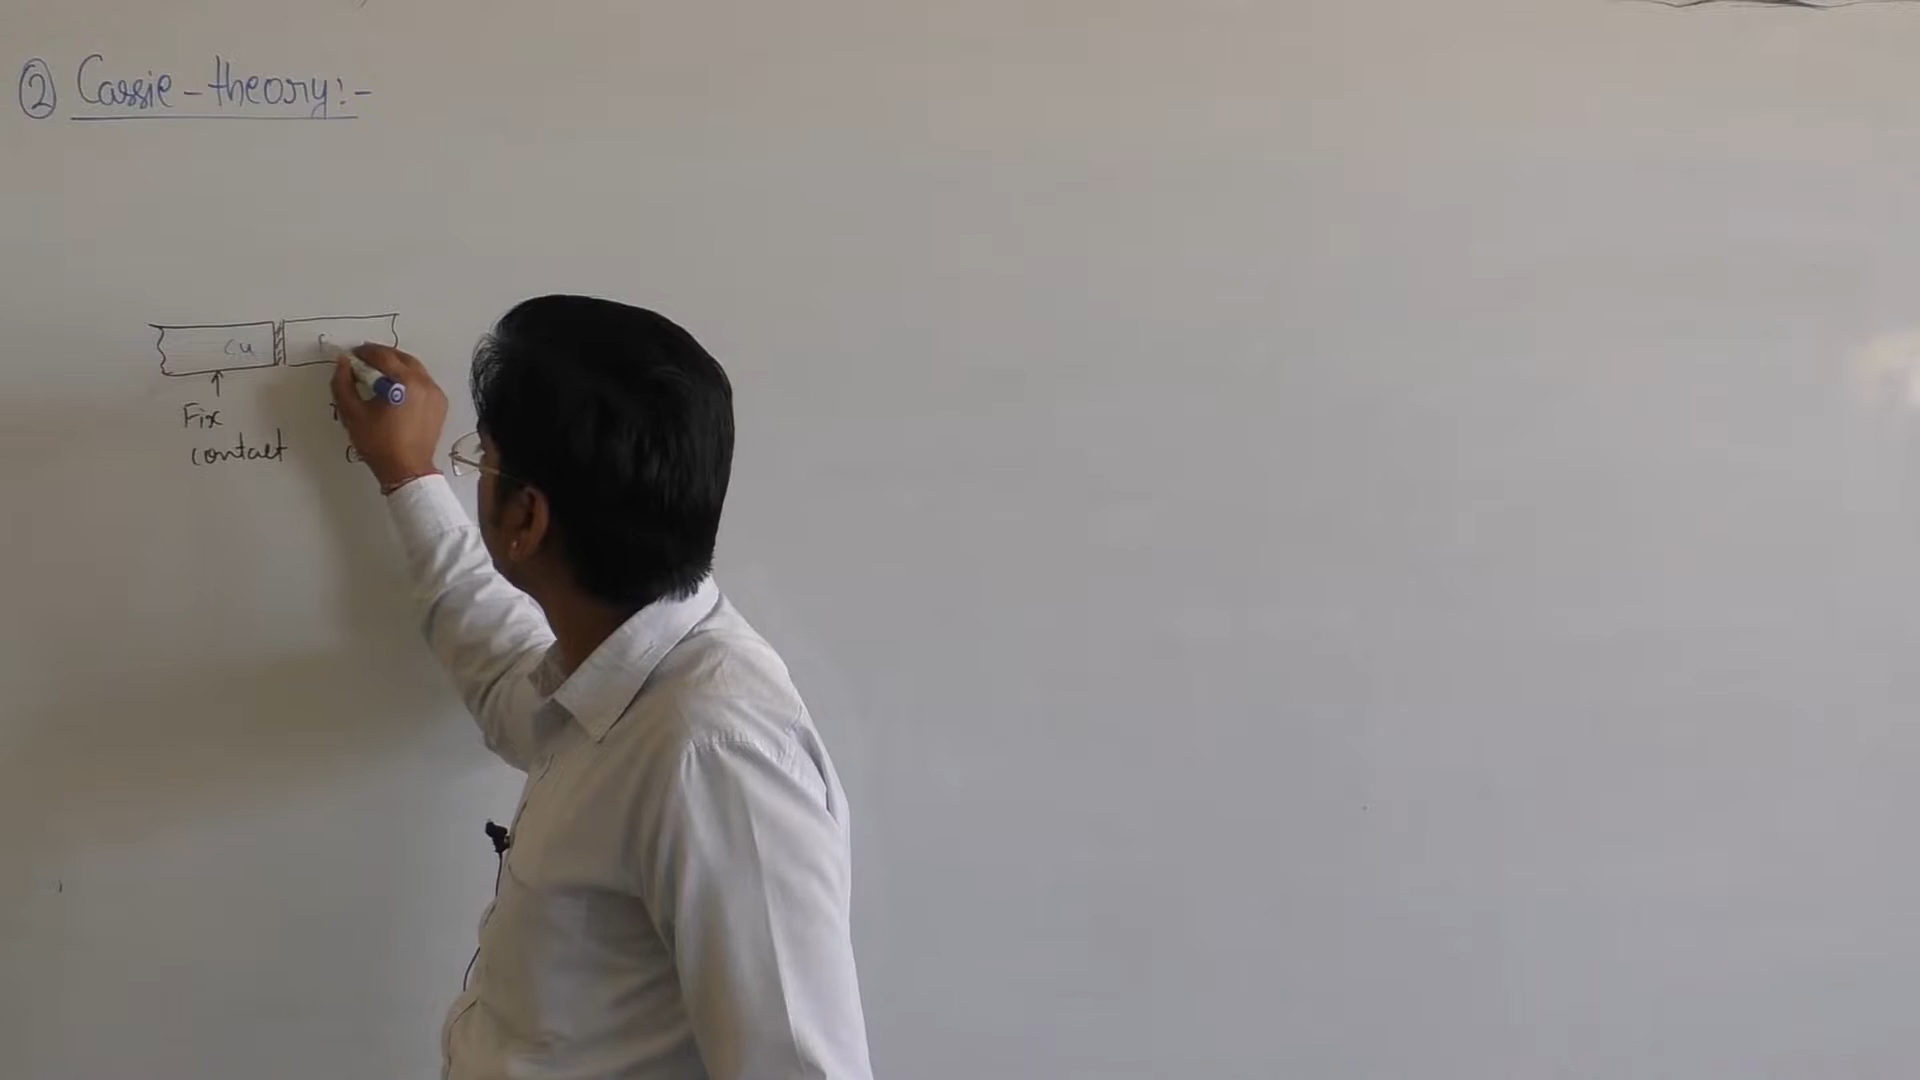 ② Cassie-theory:-
Cu
Fix
contact